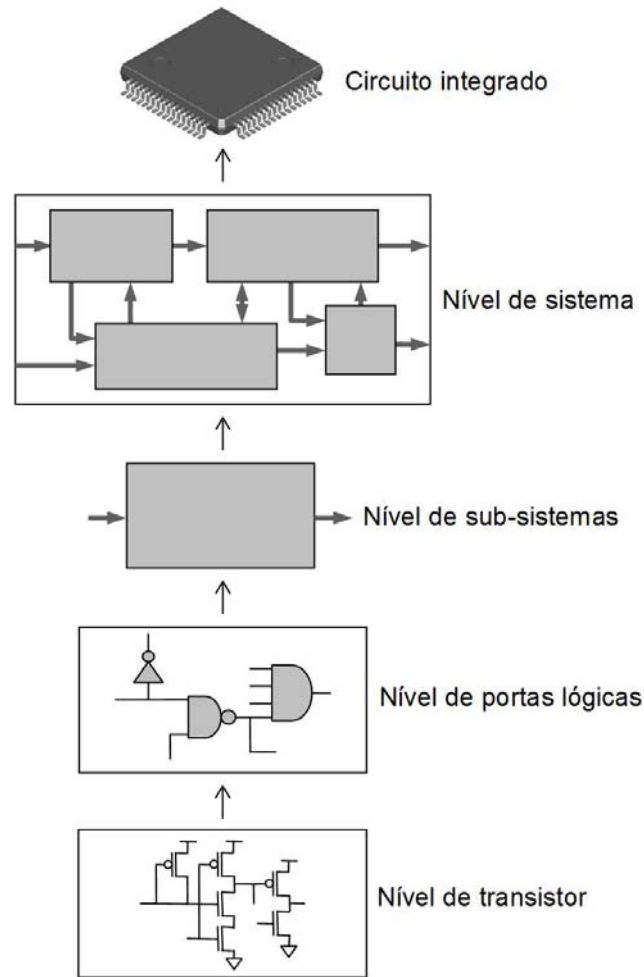 Circuito integrado
Nível de sistema
Nível de sub-sistemas
Nível de portas lógicas
Nível de transistor